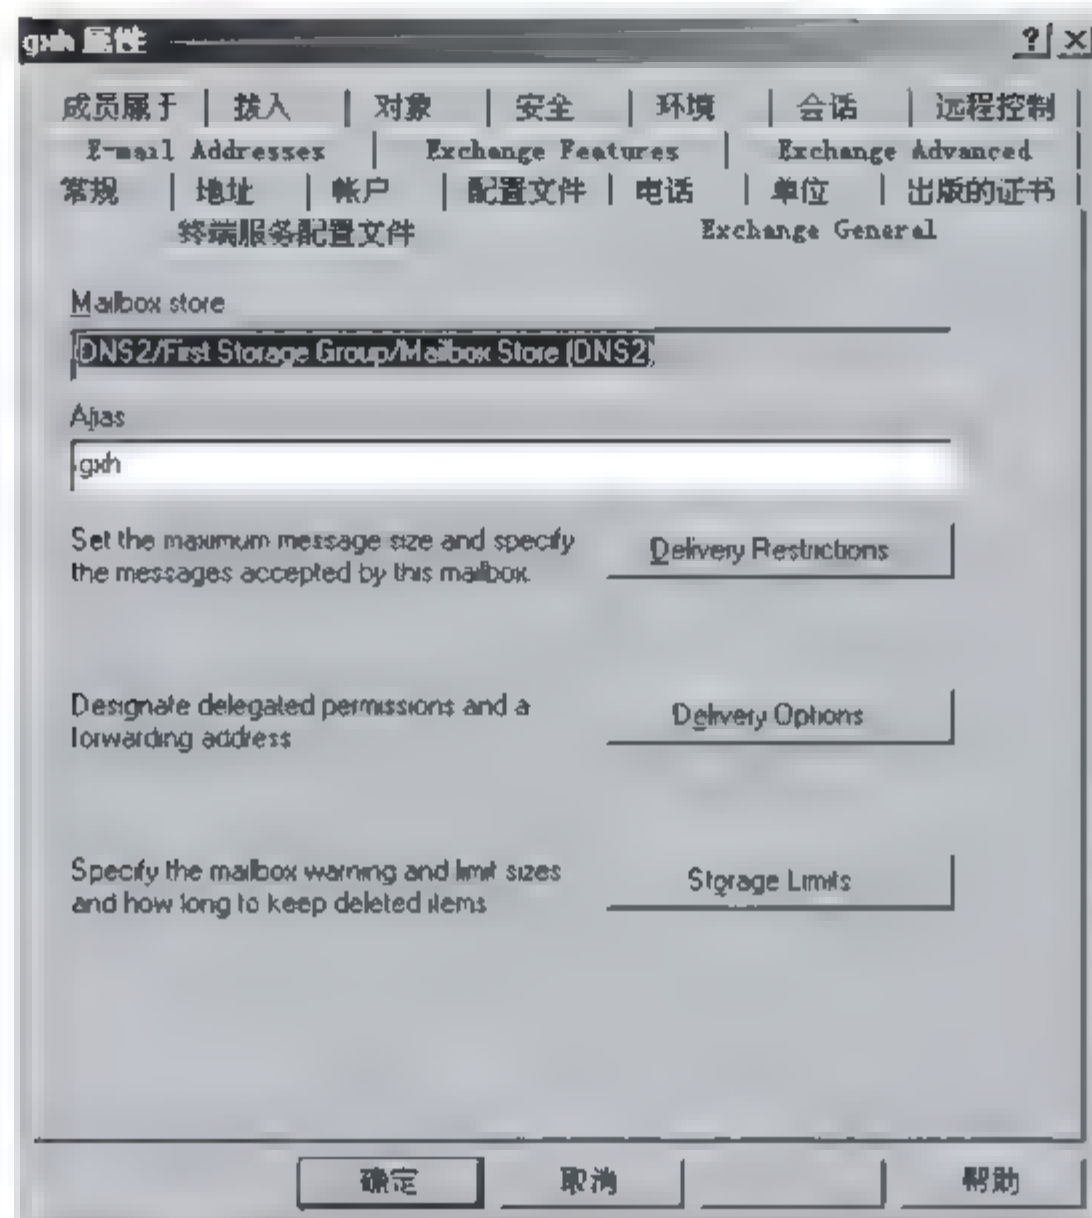 gxh 属性
成员属于 拨入 对象 安全 环境 会话 远程控制
E-mail Addresses Exchange Features Exchange Advanced
常规 地址 帐户 配置文件 电话 单位 出版的证书
终端服务配置文件 Exchange General
Mailbox store
DNS2/First Storage Group/Mailbox Store (DNS2)
Alias
gxh
Set the maximum message size and specify
the messages accepted by this mailbox.
Delivery Restrictions
Designate delegated permissions and a
forwarding address
Delivery Options
Specify the mailbox warning and limit sizes
and how long to keep deleted items
Storage Limits
确定 取消 帮助